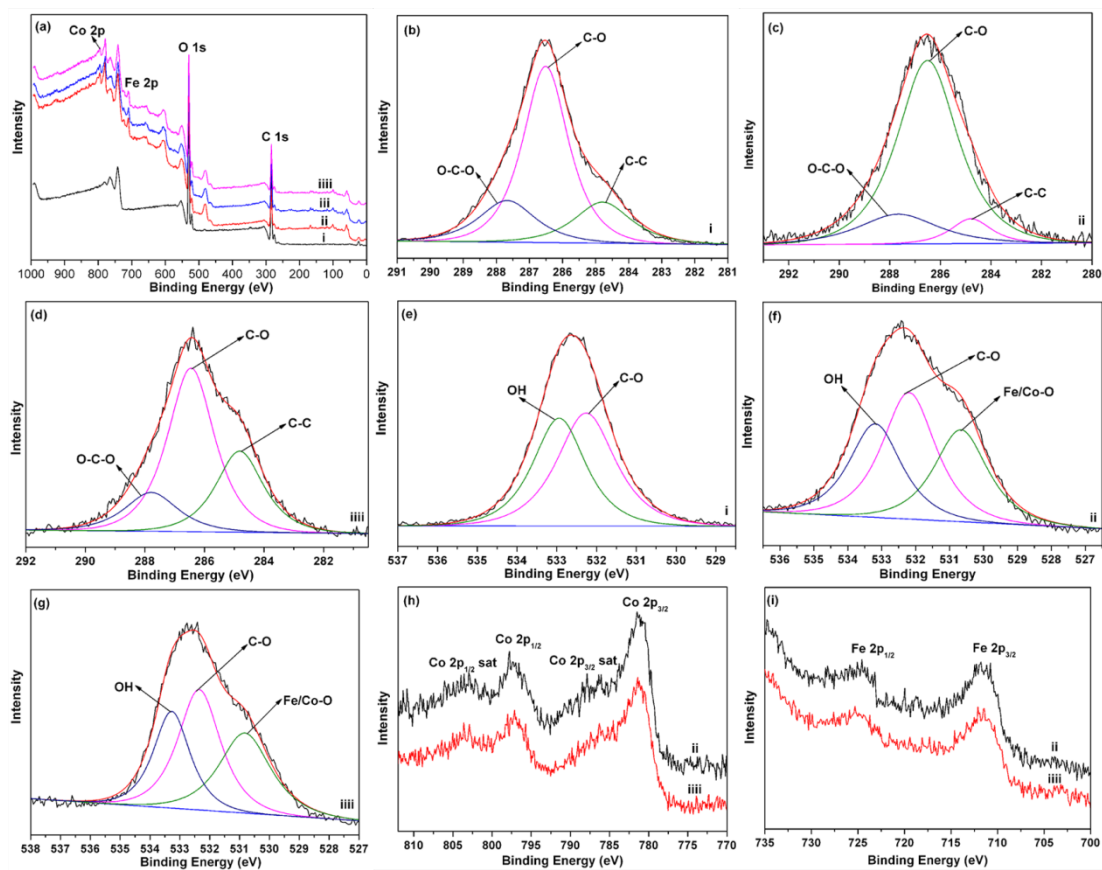 (a)
Co 2p
O 1s
Fe 2p
C 1s
iiii
iii
ii
i
1000 900 800 700 600 500 400 300 200 100 0
Binding Energy (eV)
Intensity
(b)
C-O
O-C-O
C-C
i
291 290 289 288 287 286 285 284 283 282 281
Binding Energy (eV)
Intensity
(c)
C-O
O-C-O
C-C
ii
292 290 288 286 284 282 280
Binding Energy (eV)
Intensity
(d)
C-O
C-C
O-C-O
iiii
292 290 288 286 284 282
Binding Energy (eV)
Intensity
(e)
OH
C-O
i
537 536 535 534 533 532 531 530 529
Binding Energy (eV)
Intensity
(f)
C-O
OH
Fe/Co-O
ii
536 535 534 533 532 531 530 529 528 527
Binding Energy
Intensity
(g)
C-O
OH
Fe/Co-O
iiii
538 537 536 535 534 533 532 531 530 529 528 527
Binding Energy (eV)
Intensity
(h)
Co 2p3/2
Co 2p1/2
Co 2p1/2 sat
Co 2p3/2 sat
ii
iiii
810 800 790 780 770
Binding Energy (eV)
Intensity
(i)
Fe 2p1/2
Fe 2p3/2
ii
iiii
735 730 725 720 715 710 705 700
Binding Energy (eV)
Intensity